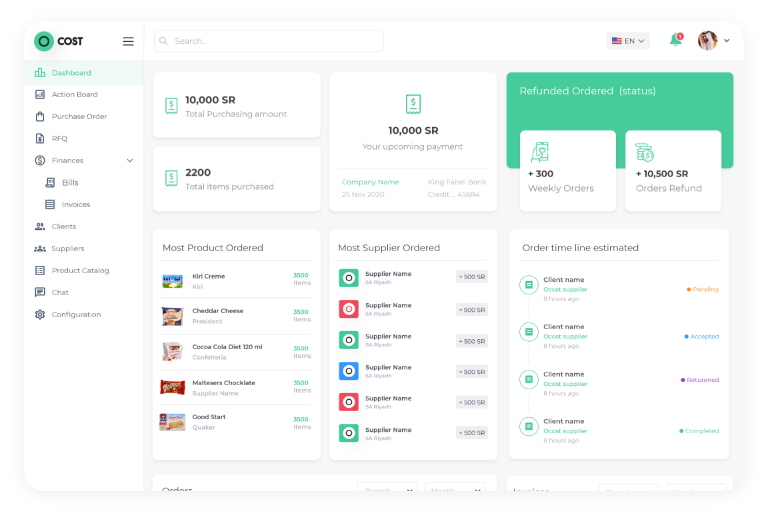 COST
Search..
EN
1
Dashboard
Action Board
Purchase Order
RFQ
Finances
Bills
Invoices
Clients
Suppliers
Product Catalog
Chat
Configuration
10,000 SR
Total Purchasing amount
2200
Total items purchased
10,000 SR
Your upcoming payment
Company Name King Faisel Bank
25 Nov 2020 Credit ... 45684
Refunded Ordered (status)
+ 300
Weekly Orders
+ 10,500 SR
Orders Refund
Most Product Ordered
Kiri Creme 3500
Kiri Items
Cheddar Cheese 3500
President Items
Cocoa Cola Diet 120 ml 3500
Confetteria Items
Maltesers Chocklate 3500
Supplier Name Items
Good Start 3500
Quaker Items
Most Supplier Ordered
Supplier Name
SA Riyadh
+ 500 SR
Supplier Name
SA Riyadh
+ 500 SR
Supplier Name
SA Riyadh
+ 500 SR
Supplier Name
SA Riyadh
+ 500 SR
Supplier Name
SA Riyadh
+ 500 SR
Supplier Name
SA Riyadh
+ 500 SR
Order time line estimated
Client name
Ocost supplier Pending
8 hours ago
Client name
Ocost supplier Accepted
8 hours ago
Client name
Ocost supplier Returened
8 hours ago
Client name
Ocost supplier Completed
8 hours ago
Orders Month
Invoices